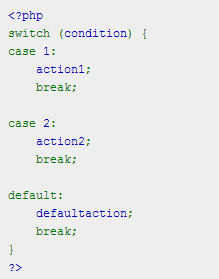 <?php
switch (condition) {
case 1:
    action1;
    break;

case 2:
    action2;
    break;

default:
    defaultaction;
    break;
}
?>